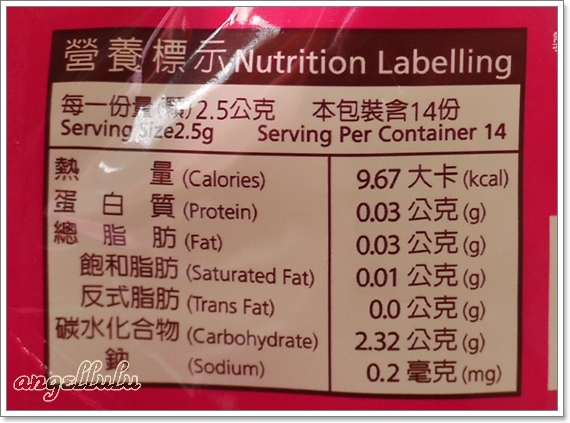 營養標示Nutrition Labelling
每一份量(顆)2.5公克 本包裝含14份
Serving Size2.5g Serving Per Container 14
熱量 (Calories) 9.67 大卡 (kcal)
蛋白質 (Protein) 0.03 公克 (g)
總脂肪 (Fat) 0.03 公克 (g)
飽和脂肪 (Saturated Fat) 0.01 公克 (g)
反式脂肪 (Trans Fat) 0.0 公克 (g)
碳水化合物 (Carbohydrate) 2.32 公克 (g)
鈉 (Sodium) 0.2 毫克 (mg)
angellulu